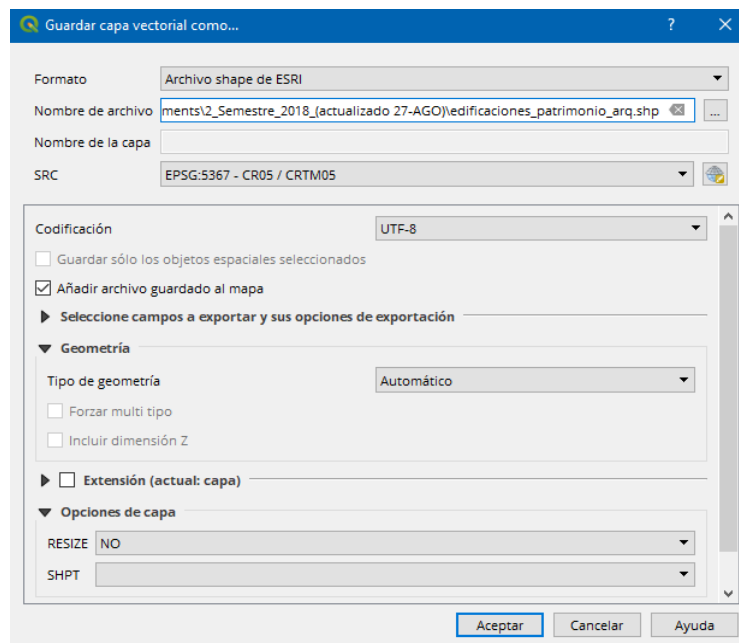 Guardar capa vectorial como...
Formato Archivo shape de ESRI
Nombre de archivo ments\2_Semestre_2018_(actualizado 27-AGO)\edificaciones_patrimonio_arq.shp ...
Nombre de la capa
SRC EPSG:5367 - CR05 / CRTM05
Codificación UTF-8
Guardar sólo los objetos espaciales seleccionados
Añadir archivo guardado al mapa
Seleccione campos a exportar y sus opciones de exportación
Geometría
Tipo de geometría Automático
Forzar multi tipo
Incluir dimensión Z
Extensión (actual: capa)
Opciones de capa
RESIZE NO
SHPT
Aceptar Cancelar Ayuda